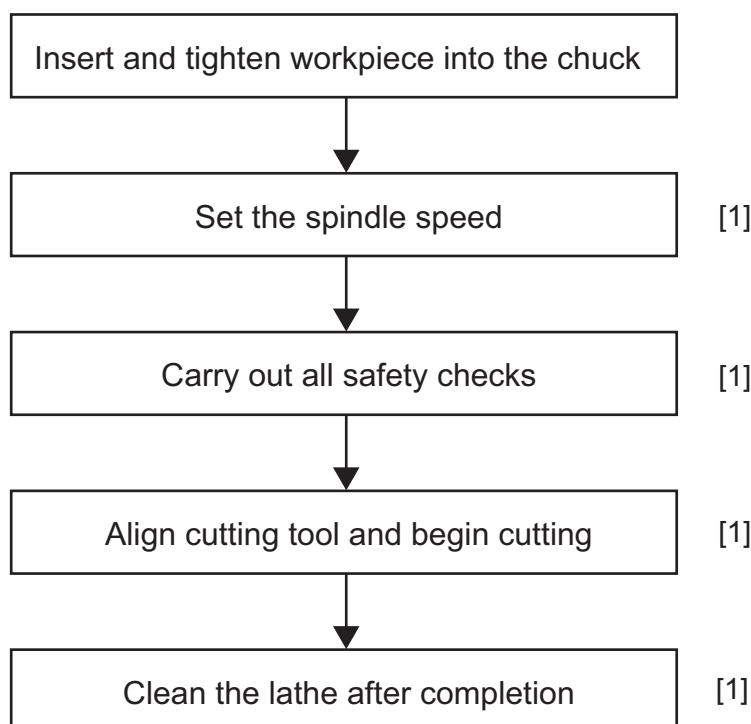 Insert and tighten workpiece into the chuck
Set the spindle speed [1]
Carry out all safety checks [1]
Align cutting tool and begin cutting [1]
Clean the lathe after completion [1]